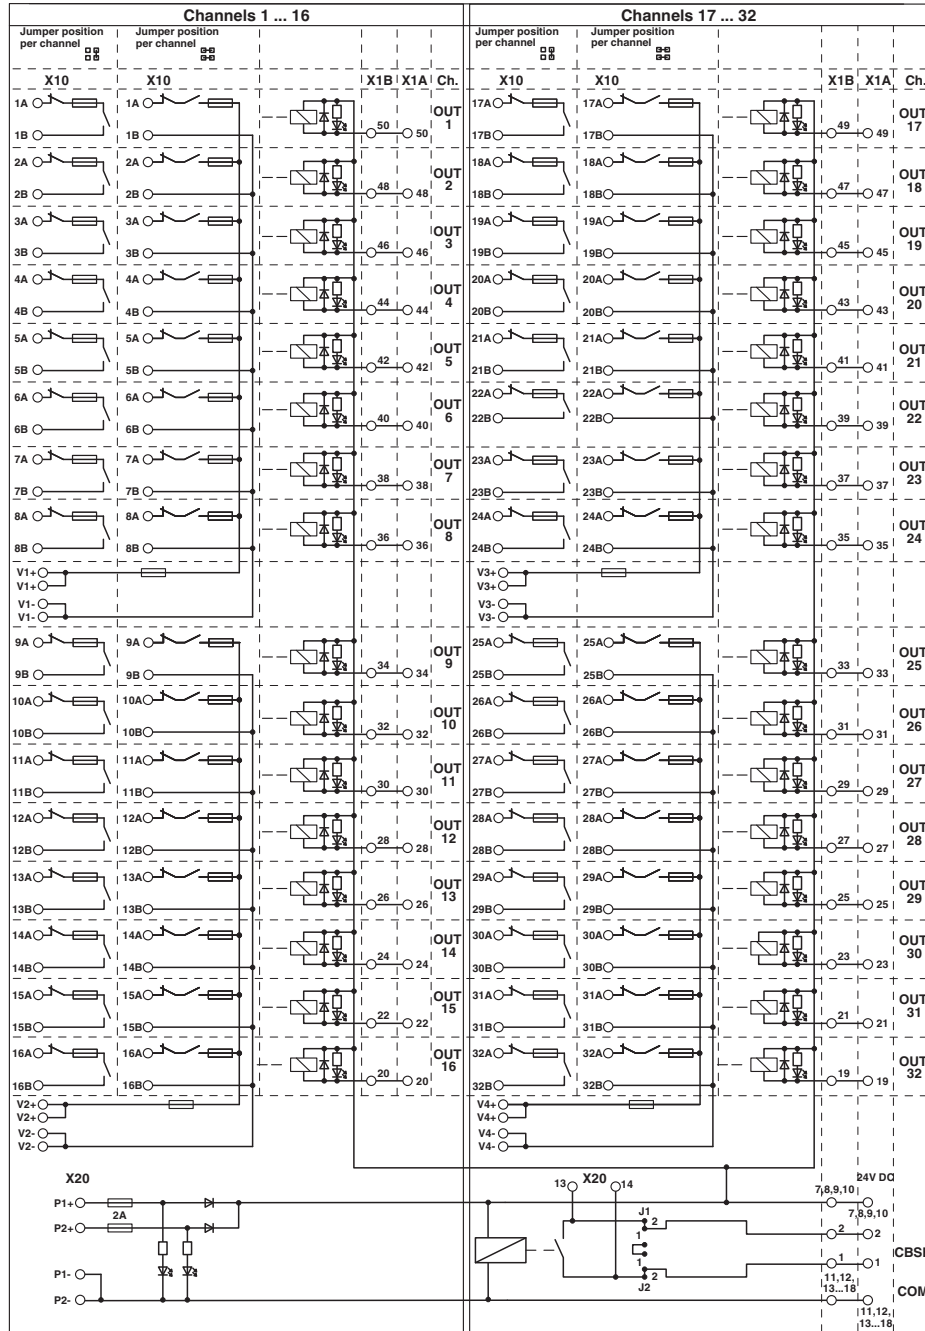 Channels 1 ... 16
Channels 17 ... 32
Jumper position
per channel
Jumper position
per channel
Jumper position
per channel
Jumper position
per channel
X10 X10 X1B X1A Ch.
X10 X10 X1B X1A Ch.
1A 1A OUT 1
1B 1B 50 50
17A 17A OUT 17
17B 17B 49 49
2A 2A OUT 2
2B 2B 48 48
18A 18A OUT 18
18B 18B 47 47
3A 3A OUT 3
3B 3B 46 46
19A 19A OUT 19
19B 19B 45 45
4A 4A OUT 4
4B 4B 44 44
20A 20A OUT 20
20B 20B 43 43
5A 5A OUT 5
5B 5B 42 42
21A 21A OUT 21
21B 21B 41 41
6A 6A OUT 6
6B 6B 40 40
22A 22A OUT 22
22B 22B 39 39
7A 7A OUT 7
7B 7B 38 38
23A 23A OUT 23
23B 23B 37 37
8A 8A OUT 8
8B 8B 36 36
24A 24A OUT 24
24B 24B 35 35
V1+
V1+
V1-
V1-
V3+
V3+
V3-
V3-
9A 9A OUT 9
9B 9B 34 34
25A 25A OUT 25
25B 25B 33 33
10A 10A OUT 10
10B 10B 32 32
26A 26A OUT 26
26B 26B 31 31
11A 11A OUT 11
11B 11B 30 30
27A 27A OUT 27
27B 27B 29 29
12A 12A OUT 12
12B 12B 28 28
28A 28A OUT 28
28B 28B 27 27
13A 13A OUT 13
13B 13B 26 26
29A 29A OUT 29
29B 29B 25 25
14A 14A OUT 14
14B 14B 24 24
30A 30A OUT 30
30B 30B 23 23
15A 15A OUT 15
15B 15B 22 22
31A 31A OUT 31
31B 31B 21 21
16A 16A OUT 16
16B 16B 20 20
32A 32A OUT 32
32B 32B 19 19
V2+
V2+
V2-
V2-
V4+
V4+
V4-
V4-
X20
P1+
2A
P2+
P1-
P2-
X20
13 14
J1
2
1
1
2
J2
24V DC
7,8,9,10
7,8,9,10
2 2
1 1
11,12,
13...18
COM
11,12,
13...18